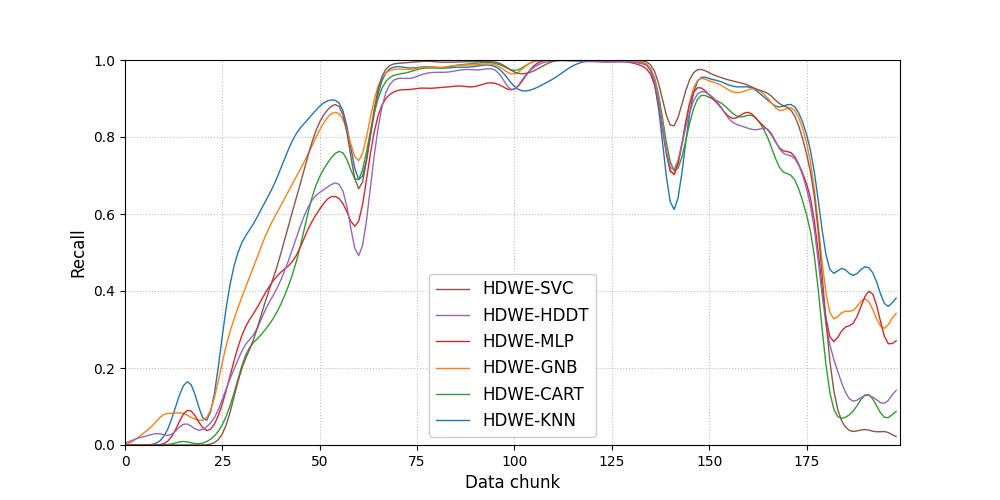 1.0
0.8
0.6
0.4
0.2
0.0
Recall
HDWE-SVC
HDWE-HDDT
HDWE-MLP
HDWE-GNB
HDWE-CART
HDWE-KNN
0 25 50 75 100 125 150 175
Data chunk